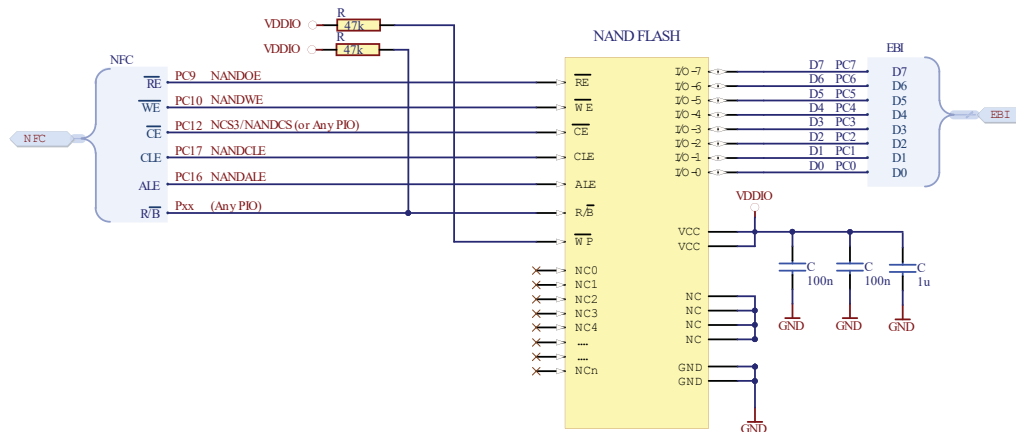 R
VDDIO 47k
R
VDDIO 47k
NAND FLASH
NFC
EBI
NFC
RE PC9 NANDOE RE
WE PC10 NANDWE WE
CE PC12 NCS3/NANDCS (or Any PIO) CE
CLE PC17 NANDCLE CLE
ALE PC16 NANDALE ALE
R/B Pxx (Any PIO) R/B
WP
NC0
NC1
NC2
NC3
NC4
....
....
NCn
I/O-7 D7 PC7 D7
I/O-6 D6 PC6 D6
I/O-5 D5 PC5 D5
I/O-4 D4 PC4 D4
I/O-3 D3 PC3 D3
I/O-2 D2 PC2 D2
I/O-1 D1 PC1 D1
I/O-0 D0 PC0 D0
EBI
VDDIO
VCC
VCC
C 100n
C 100n
C 1u
GND
GND
GND
NC
NC
NC
NC
GND
GND
GND